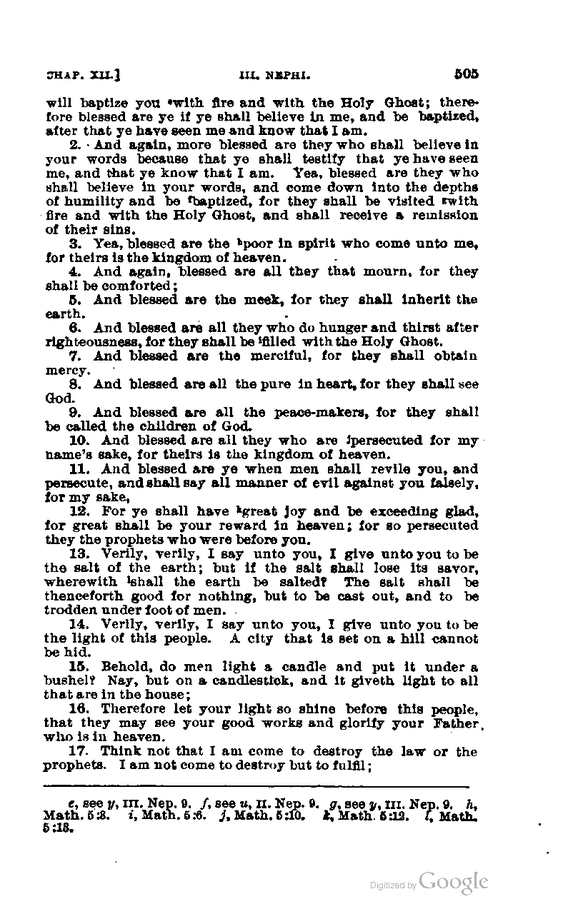 CHAP. XII.] III. NEPHI. 505
will baptize you ᵉwith fire and with the Holy Ghost; there-
fore blessed are ye if ye shall believe in me, and be baptized,
after that ye have seen me and know that I am.
2. And again, more blessed are they who shall believe in
your words because that ye shall testify that ye have seen
me, and that ye know that I am. Yea, blessed are they who
shall believe in your words, and come down into the depths
of humility and be ᶠbaptized, for they shall be visited ᵍwith
fire and with the Holy Ghost, and shall receive a remission
of their sins.
3. Yea, blessed are the ʰpoor in spirit who come unto me,
for theirs is the kingdom of heaven.
4. And again, blessed are all they that mourn, for they
shall be comforted;
5. And blessed are the meek, for they shall inherit the
earth.
6. And blessed are all they who do hunger and thirst after
righteousness, for they shall be ⁱfilled with the Holy Ghost.
7. And blessed are the merciful, for they shall obtain
mercy.
8. And blessed are all the pure in heart, for they shall see
God.
9. And blessed are all the peace-makers, for they shall
be called the children of God.
10. And blessed are all they who are ʲpersecuted for my
name's sake, for theirs is the kingdom of heaven.
11. And blessed are ye when men shall revile you, and
persecute, and shall say all manner of evil against you falsely,
for my sake,
12. For ye shall have ᵏgreat joy and be exceeding glad,
for great shall be your reward in heaven; for so persecuted
they the prophets who were before you.
13. Verily, verily, I say unto you, I give unto you to be
the salt of the earth; but if the salt shall lose its savor,
wherewith ˡshall the earth be salted? The salt shall be
thenceforth good for nothing, but to be cast out, and to be
trodden under foot of men.
14. Verily, verily, I say unto you, I give unto you to be
the light of this people. A city that is set on a hill cannot
be hid.
15. Behold, do men light a candle and put it under a
bushel? Nay, but on a candlestick, and it giveth light to all
that are in the house;
16. Therefore let your light so shine before this people,
that they may see your good works and glorify your Father
who is in heaven.
17. Think not that I am come to destroy the law or the
prophets. I am not come to destroy but to fulfil;
e, see y, III. Nep. 9. f, see u, II. Nep. 9. g, see y, III. Nep. 9. h,
Math. 5:3. i, Math. 5:6. j, Math. 5:10. k, Math. 5:12. l, Math.
5:13.
Digitized by Google